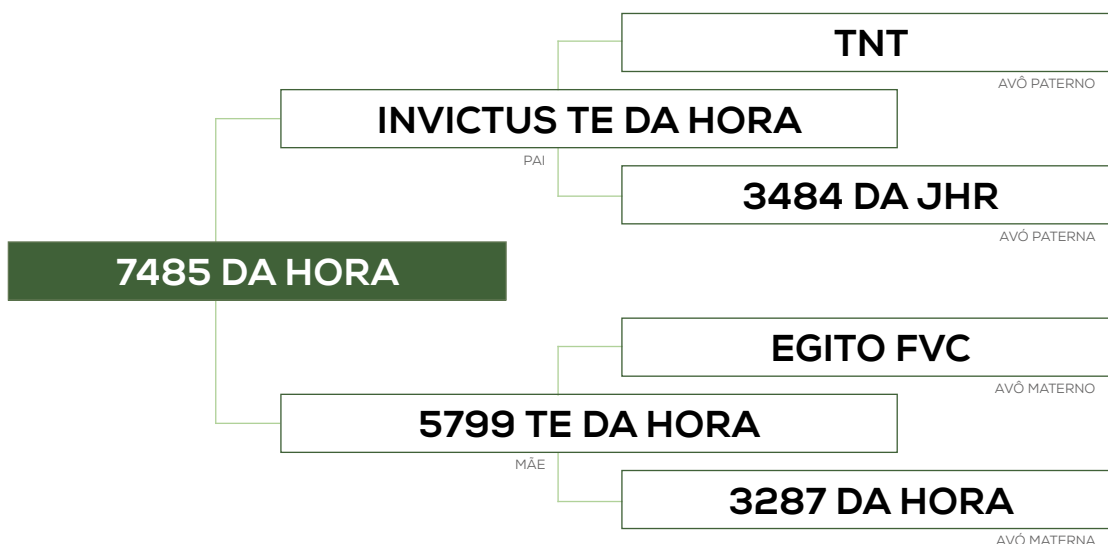 TNT
AVÔ PATERNO
INVICTUS TE DA HORA
PAI
3484 DA JHR
AVÓ PATERNA
7485 DA HORA
EGITO FVC
AVÔ MATERNO
5799 TE DA HORA
MÃE
3287 DA HORA
AVÓ MATERNA